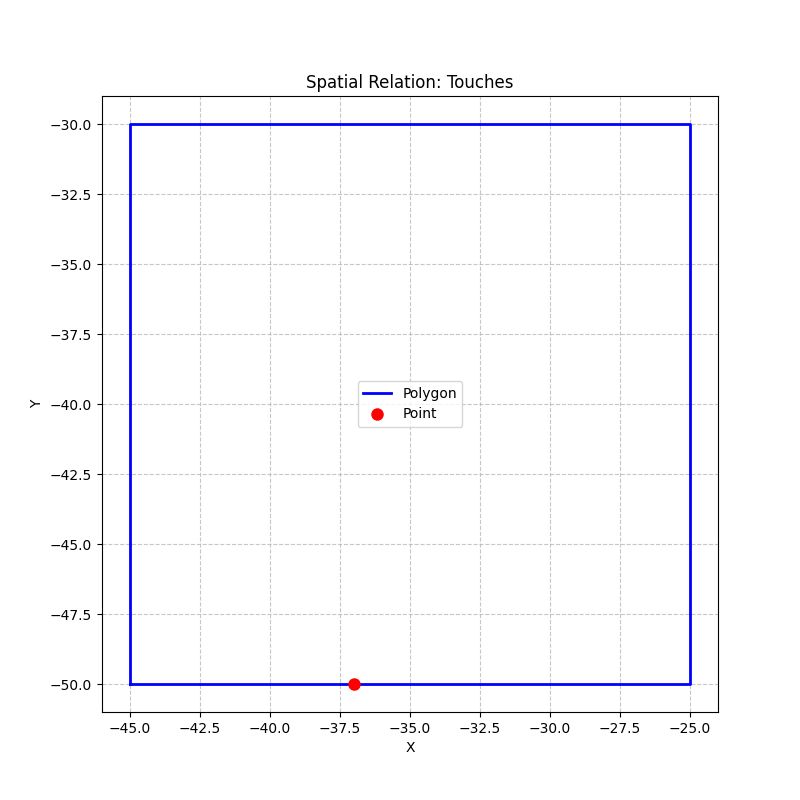 Spatial Relation: Touches
−30.0
−32.5
−35.0
−37.5
−40.0
−42.5
−45.0
−47.5
−50.0
Y
Polygon
Point
−45.0 −42.5 −40.0 −37.5 −35.0 −32.5 −30.0 −27.5 −25.0
X